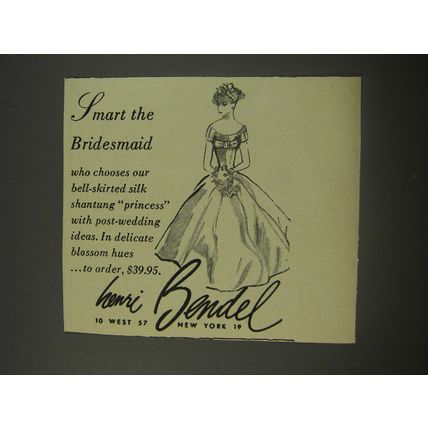 Smart the
Bridesmaid
who chooses our
bell-skirted silk
shantung "princess"
with post-wedding
ideas. In delicate
blossom hues
...to order, $39.95.
henri Bendel
10 WEST 57 NEW YORK 19